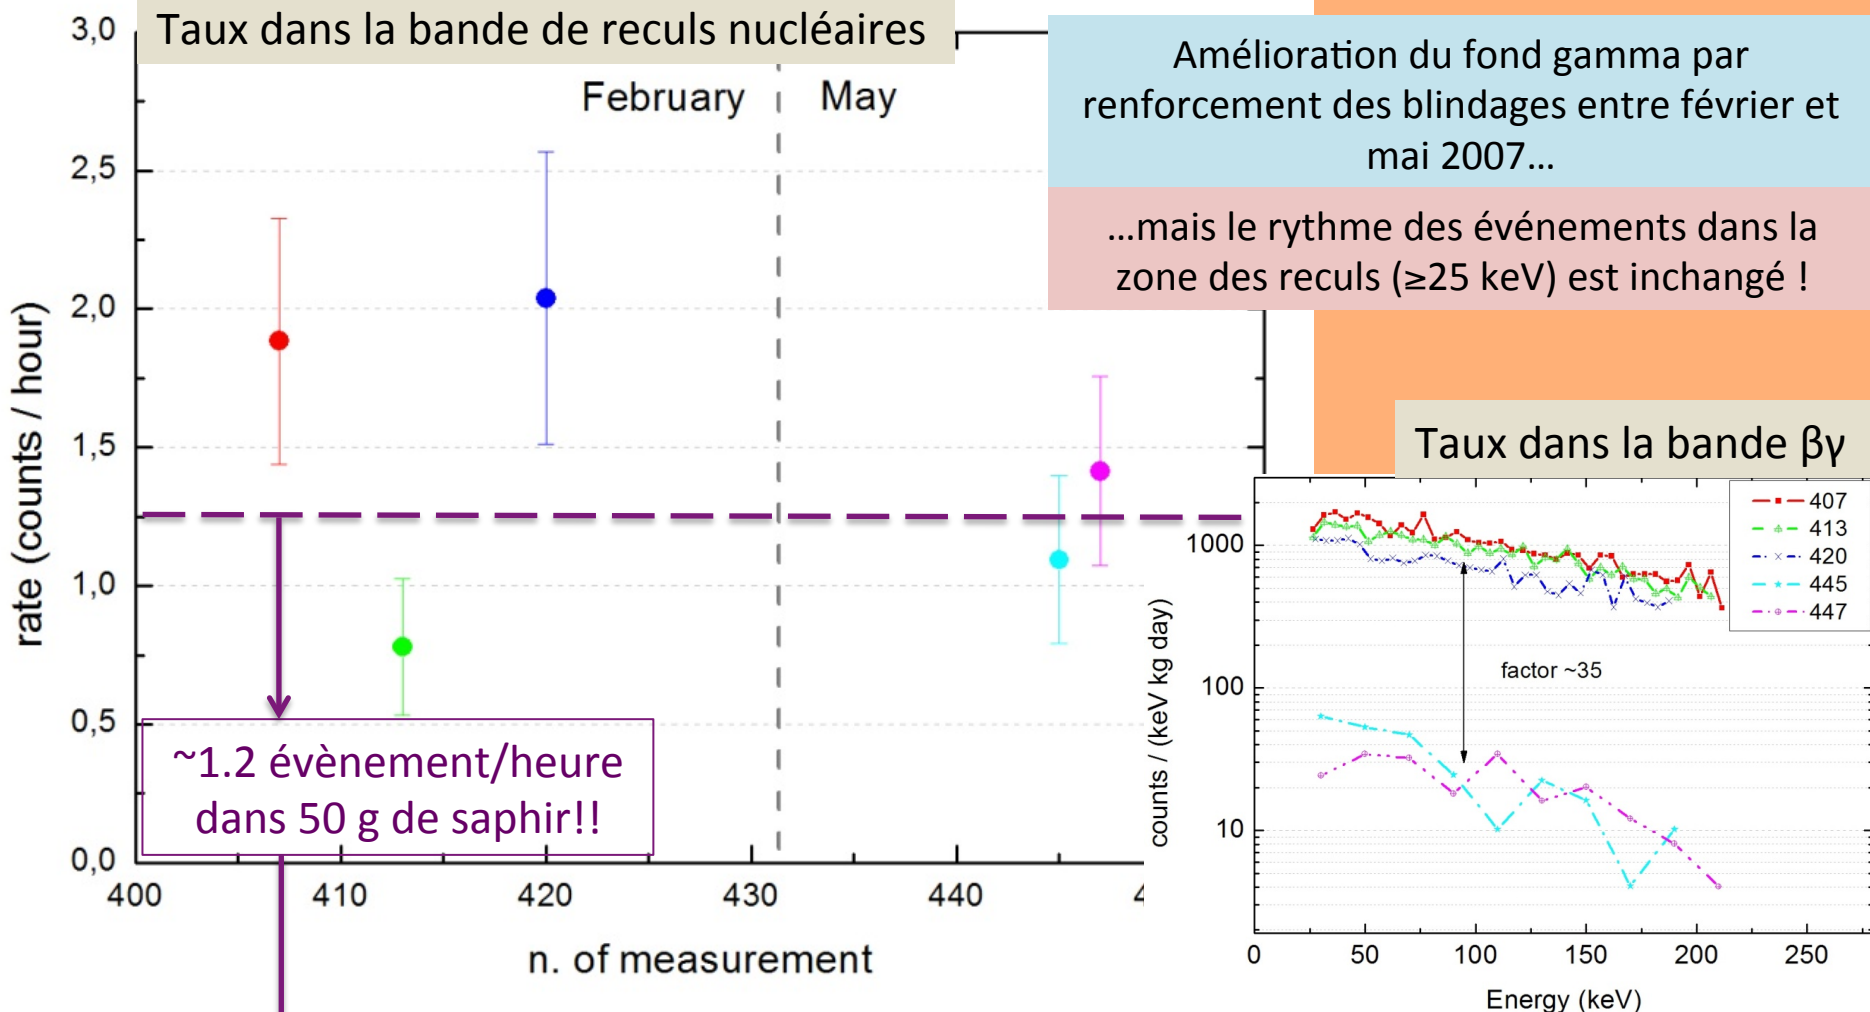 Taux dans la bande de reculs nucléaires
February
May
3,0
2,5
2,0
1,5
1,0
0,5
0,0
rate (counts / hour)
400
410
420
430
440
4
n. of measurement
~1.2 évènement/heure
dans 50 g de saphir!!
Amélioration du fond gamma par
renforcement des blindages entre février et
mai 2007…
…mais le rythme des événements dans la
zone des reculs (≥25 keV) est inchangé !
Taux dans la bande βγ
407
413
420
445
447
1000
100
10
counts / (keV kg day)
factor ~35
0
50
100
150
200
250
Energy (keV)